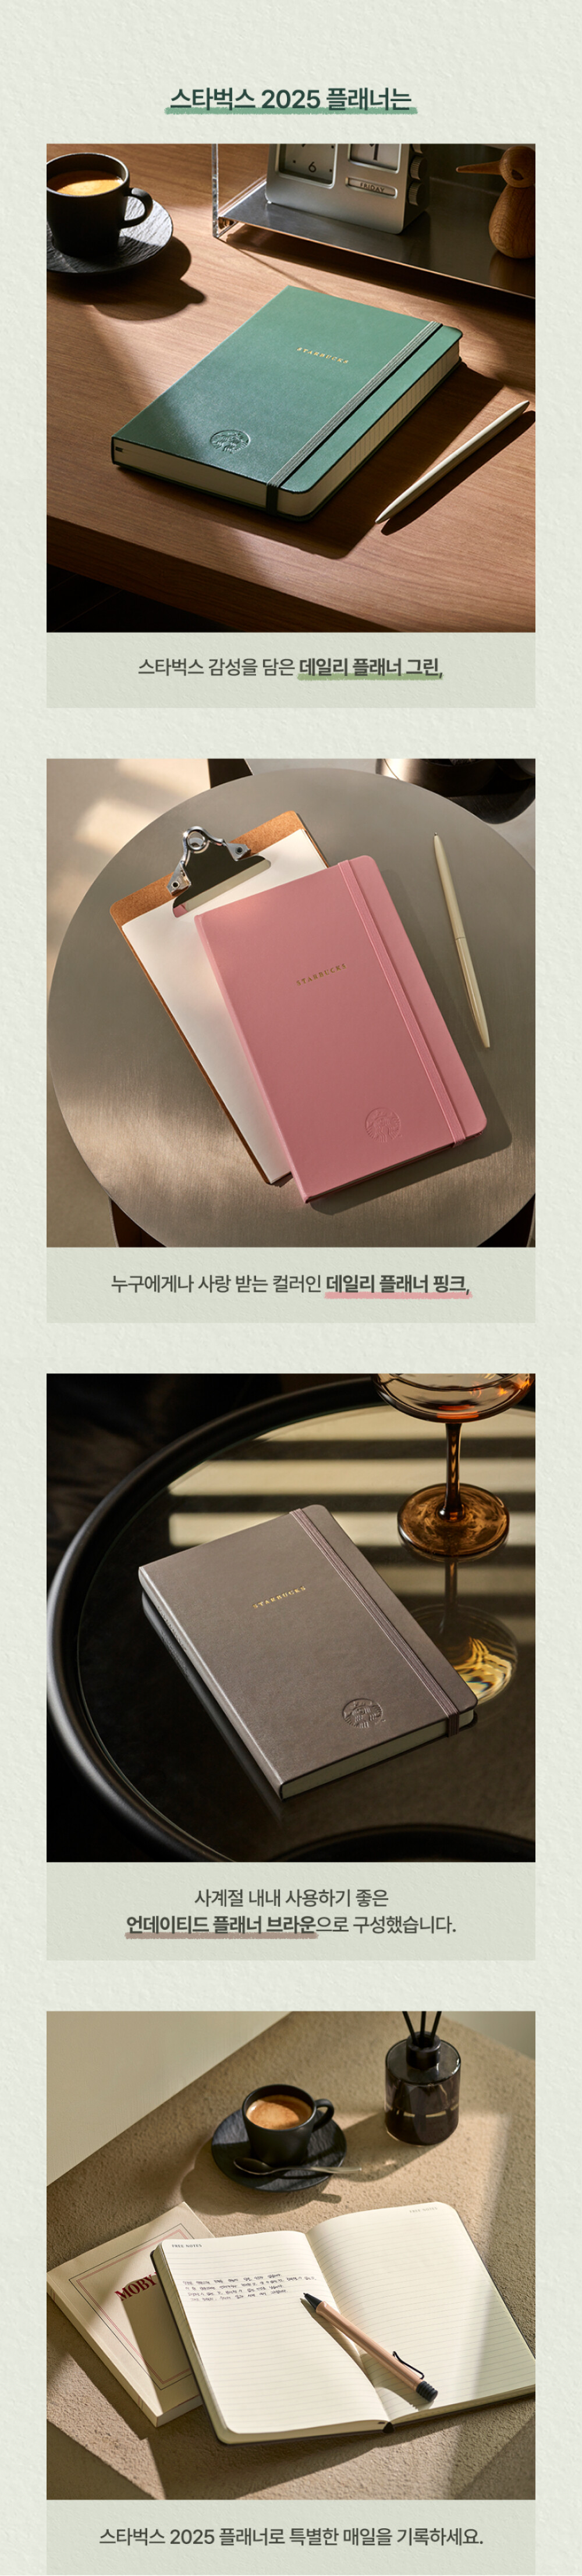 스타벅스 2025 플래너는
6
1
FRIDAY
STARBUCKS
스타벅스 감성을 담은 데일리 플래너 그린,
STARBUCKS
누구에게나 사랑 받는 컬러인 데일리 플래너 핑크,
STARBUCKS
사계절 내내 사용하기 좋은
언데이티드 플래너 브라운으로 구성했습니다.
FREE NOTES
FREE NOTES
MOBY
스타벅스 2025 플래너로 특별한 매일을 기록하세요.